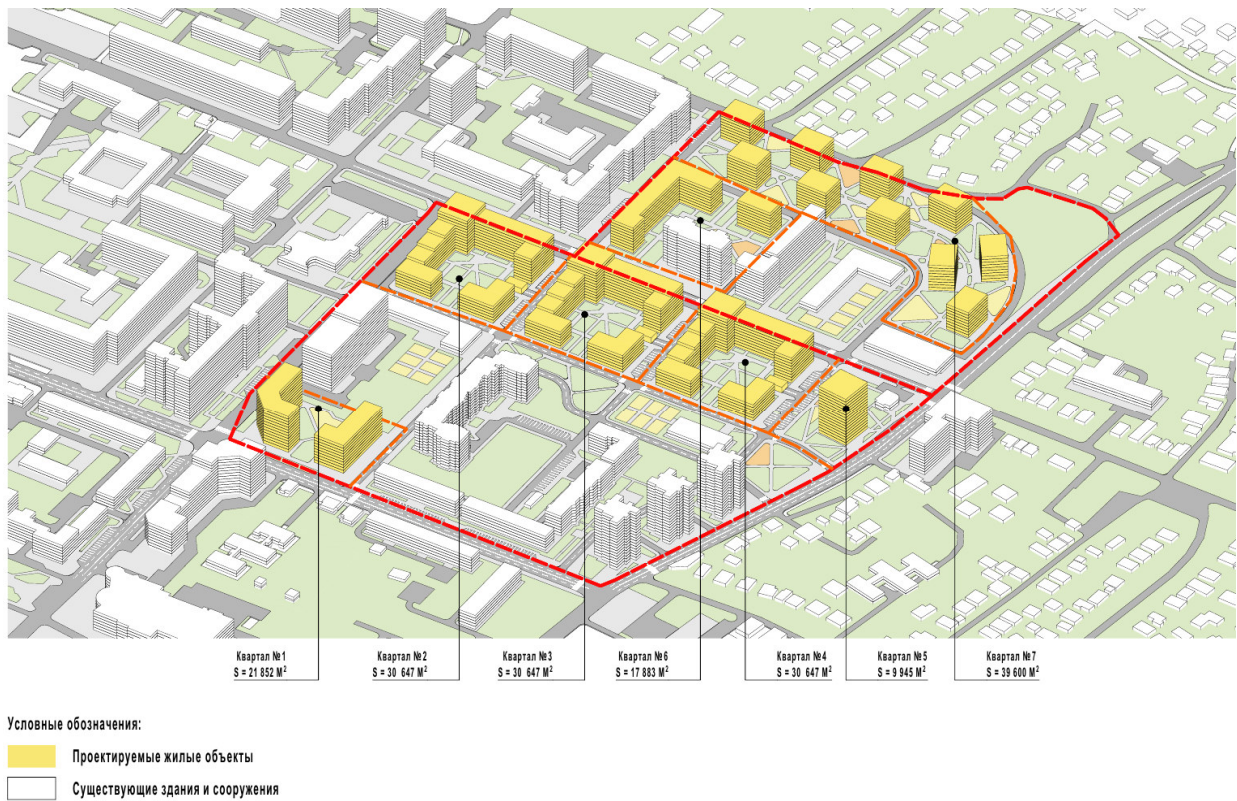 Квартал №1
S = 21 852 М²
Квартал №2
S = 30 647 М²
Квартал №3
S = 30 647 М²
Квартал №6
S = 17 883 М²
Квартал №4
S = 30 647 М²
Квартал №5
S = 9 945 М²
Квартал №7
S = 39 600 М²
Условные обозначения:
Проектируемые жилые объекты
Существующие здания и сооружения